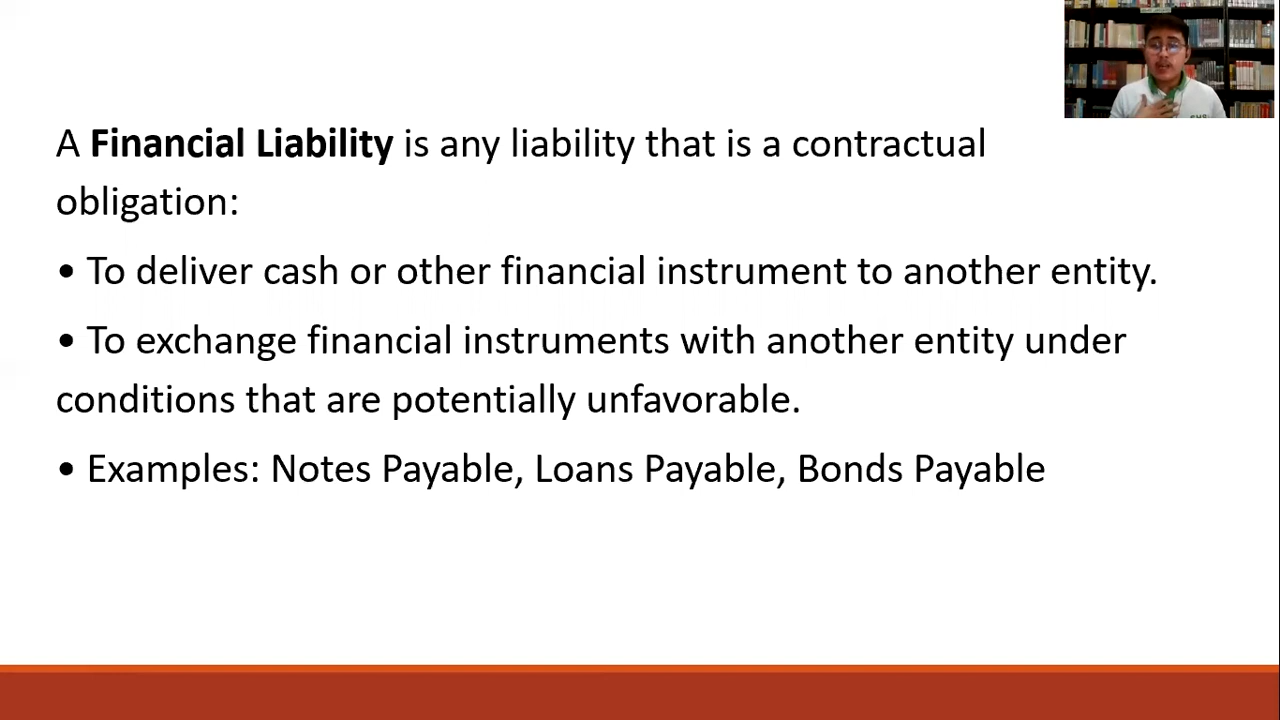 A Financial Liability is any liability that is a contractual
obligation:
• To deliver cash or other financial instrument to another entity.
• To exchange financial instruments with another entity under
conditions that are potentially unfavorable.
• Examples: Notes Payable, Loans Payable, Bonds Payable